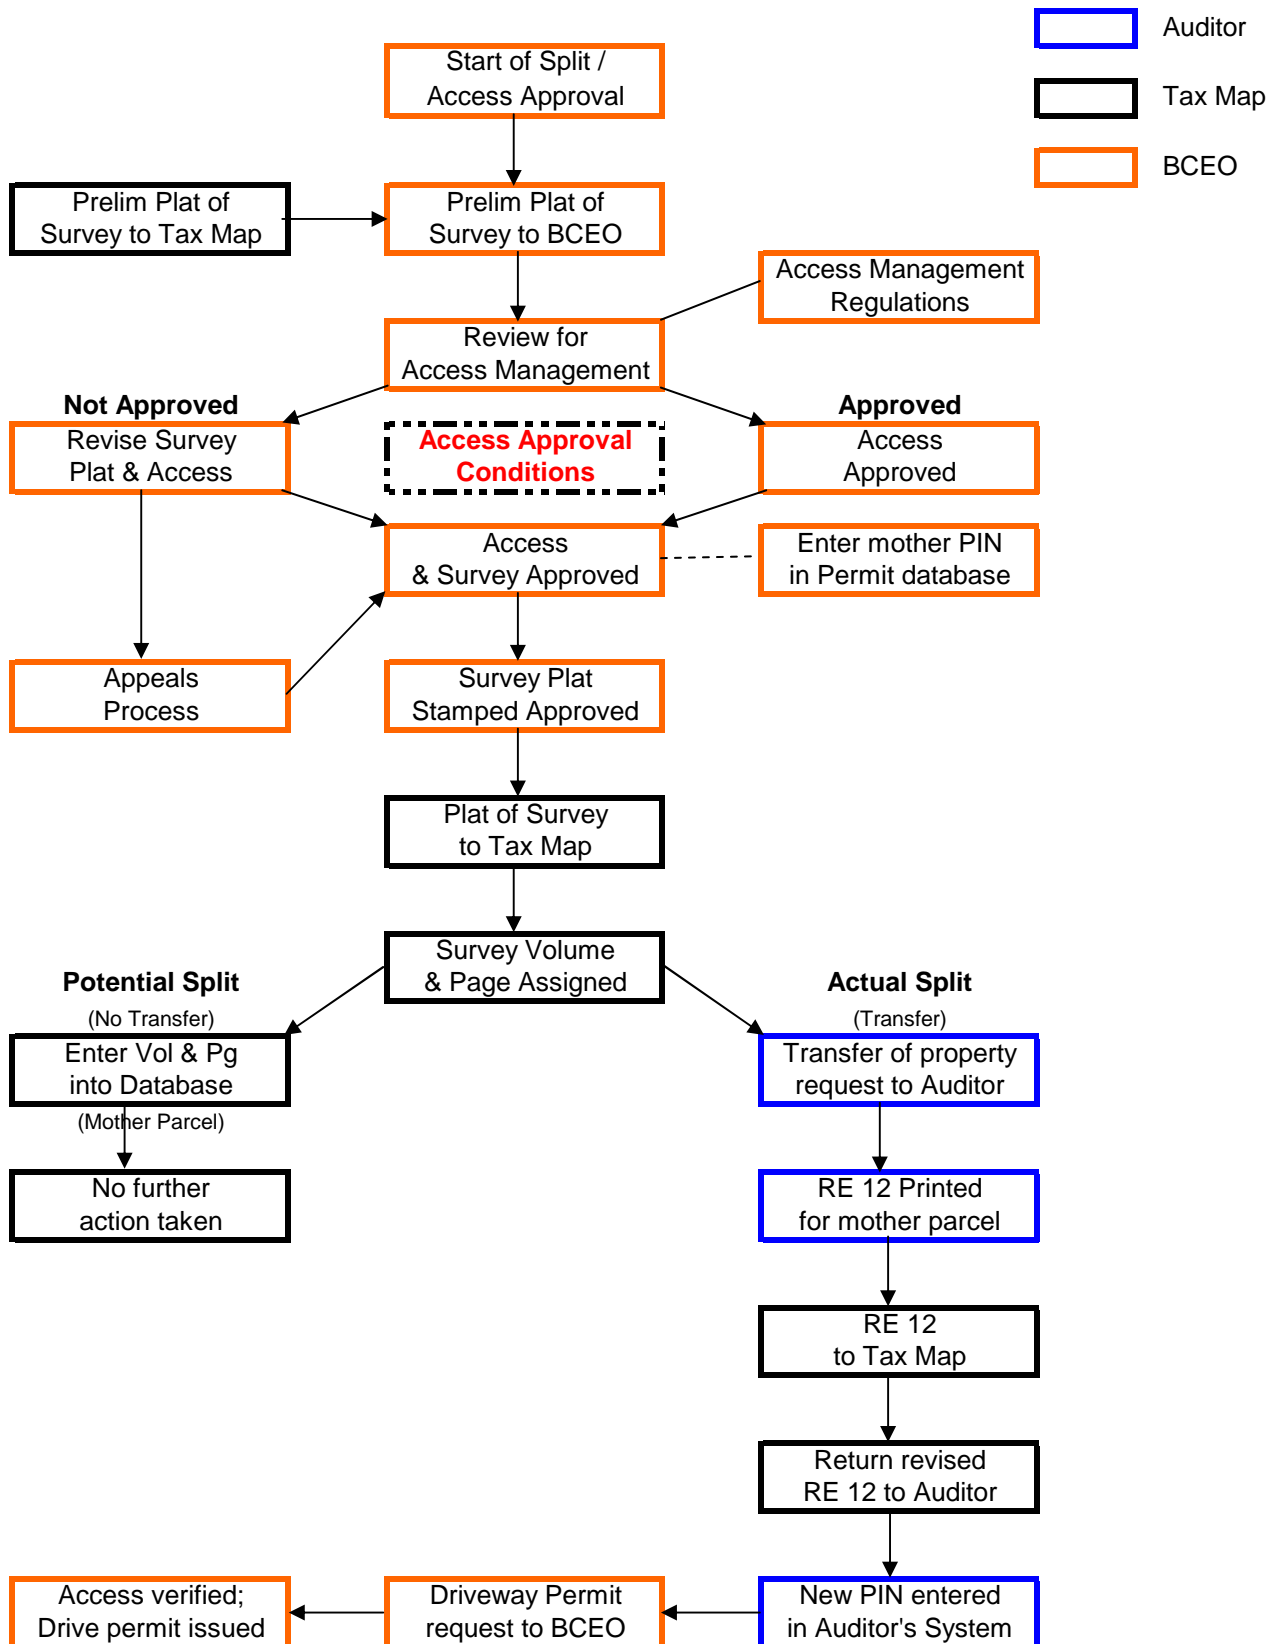 Auditor
Tax Map
BCEO
Start of Split /
Access Approval
Prelim Plat of
Survey to Tax Map
Prelim Plat of
Survey to BCEO
Access Management
Regulations
Review for
Access Management
Not Approved
Approved
Revise Survey
Plat & Access
Access Approval
Conditions
Access
Approved
Access
& Survey Approved
Enter mother PIN
in Permit database
Appeals
Process
Survey Plat
Stamped Approved
Plat of Survey
to Tax Map
Survey Volume
& Page Assigned
Potential Split
(No Transfer)
Actual Split
(Transfer)
Enter Vol & Pg
into Database
(Mother Parcel)
Transfer of property
request to Auditor
No further
action taken
RE 12 Printed
for mother parcel
RE 12
to Tax Map
Return revised
RE 12 to Auditor
Access verified;
Drive permit issued
Driveway Permit
request to BCEO
New PIN entered
in Auditor's System